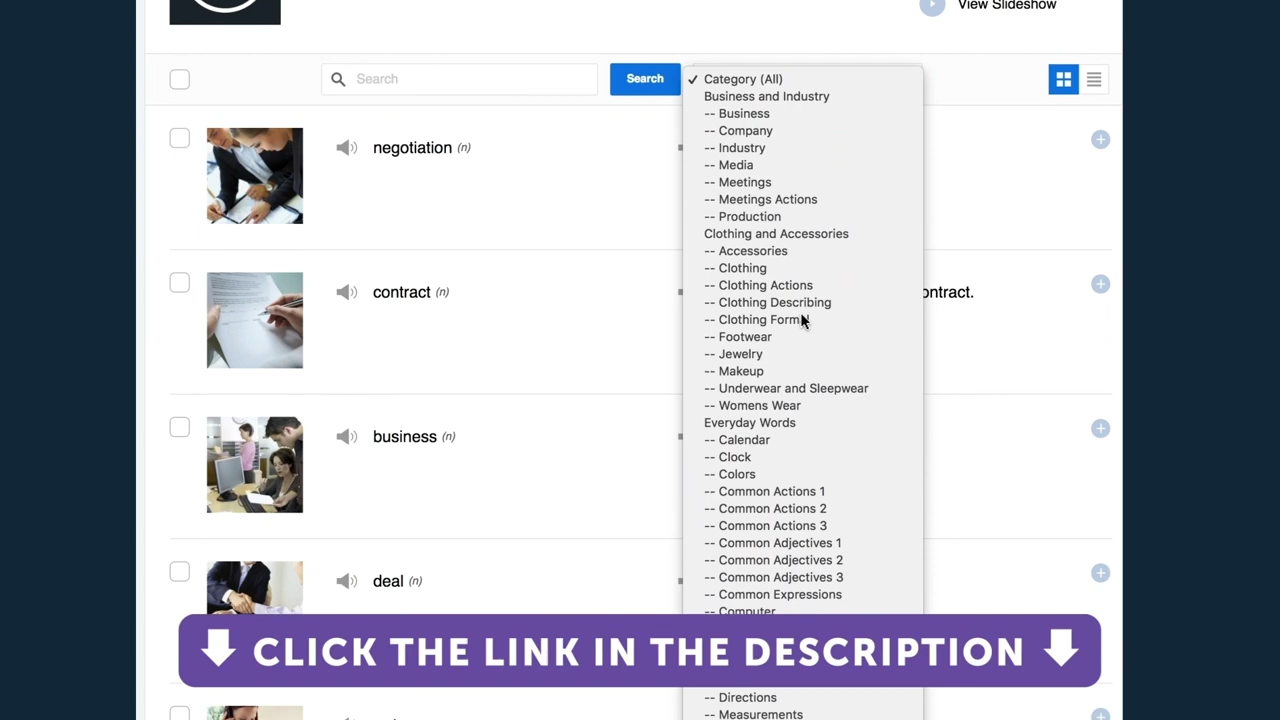 View Slideshow
Search
Search
✓ Category (All)
Business and Industry
-- Business
-- Company
-- Industry
-- Media
-- Meetings
-- Meetings Actions
-- Production
Clothing and Accessories
-- Accessories
-- Clothing
-- Clothing Actions
-- Clothing Describing
-- Clothing Formal
-- Footwear
-- Jewelry
-- Makeup
-- Underwear and Sleepwear
-- Womens Wear
Everyday Words
-- Calendar
-- Clock
-- Colors
-- Common Actions 1
-- Common Actions 2
-- Common Actions 3
-- Common Adjectives 1
-- Common Adjectives 2
-- Common Adjectives 3
-- Common Expressions
-- Computer
-- Directions
-- Measurements
negotiation (n)
contract (n)
ontract.
business (n)
deal (n)
CLICK THE LINK IN THE DESCRIPTION